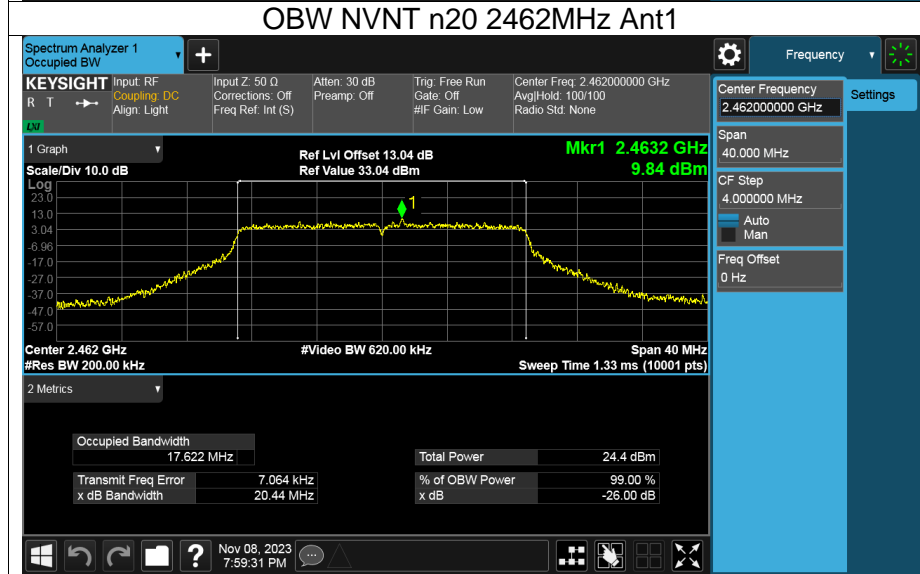 OBW NVNT n20 2462MHz Ant1
Spectrum Analyzer 1
Occupied BW
+
Frequency
KEYSIGHT
R T
LXI
Input: RF
Coupling: DC
Align: Light
Input Z: 50 Ω
Corrections: Off
Freq Ref: Int (S)
Atten: 30 dB
Preamp: Off
Trig: Free Run
Gate: Off
#IF Gain: Low
Center Freq: 2.462000000 GHz
Avg|Hold: 100/100
Radio Std: None
Center Frequency
2.462000000 GHz
Settings
Span
40.000 MHz
CF Step
4.000000 MHz
Auto
Man
Freq Offset
0 Hz
1 Graph
Scale/Div 10.0 dB
Ref Lvl Offset 13.04 dB
Ref Value 33.04 dBm
Mkr1 2.4632 GHz
9.84 dBm
Log
23.0
13.0
3.04
-6.96
-17.0
-27.0
-37.0
-47.0
-57.0
1
Center 2.462 GHz
#Res BW 200.00 kHz
#Video BW 620.00 kHz
Span 40 MHz
Sweep Time 1.33 ms (10001 pts)
2 Metrics
Occupied Bandwidth
17.622 MHz
Total Power 24.4 dBm
Transmit Freq Error 7.064 kHz
% of OBW Power 99.00 %
x dB Bandwidth 20.44 MHz
x dB -26.00 dB
?
Nov 08, 2023
7:59:31 PM